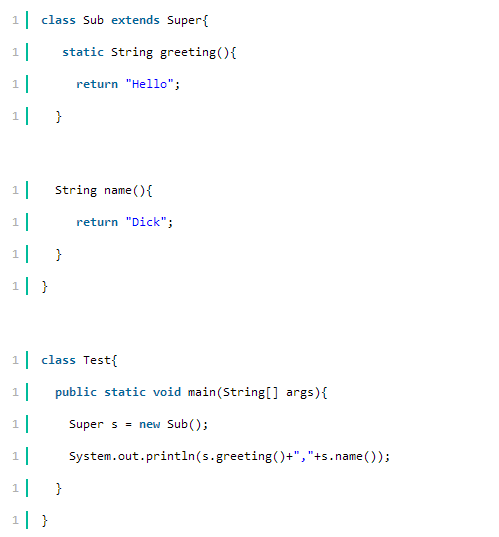 1 class Sub extends Super{
1 static String greeting(){
1 return "Hello";
1 }
1 String name(){
1 return "Dick";
1 }
1 }
1 class Test{
1 public static void main(String[] args){
1 Super s = new Sub();
1 System.out.println(s.greeting()+","+s.name());
1 }
1 }